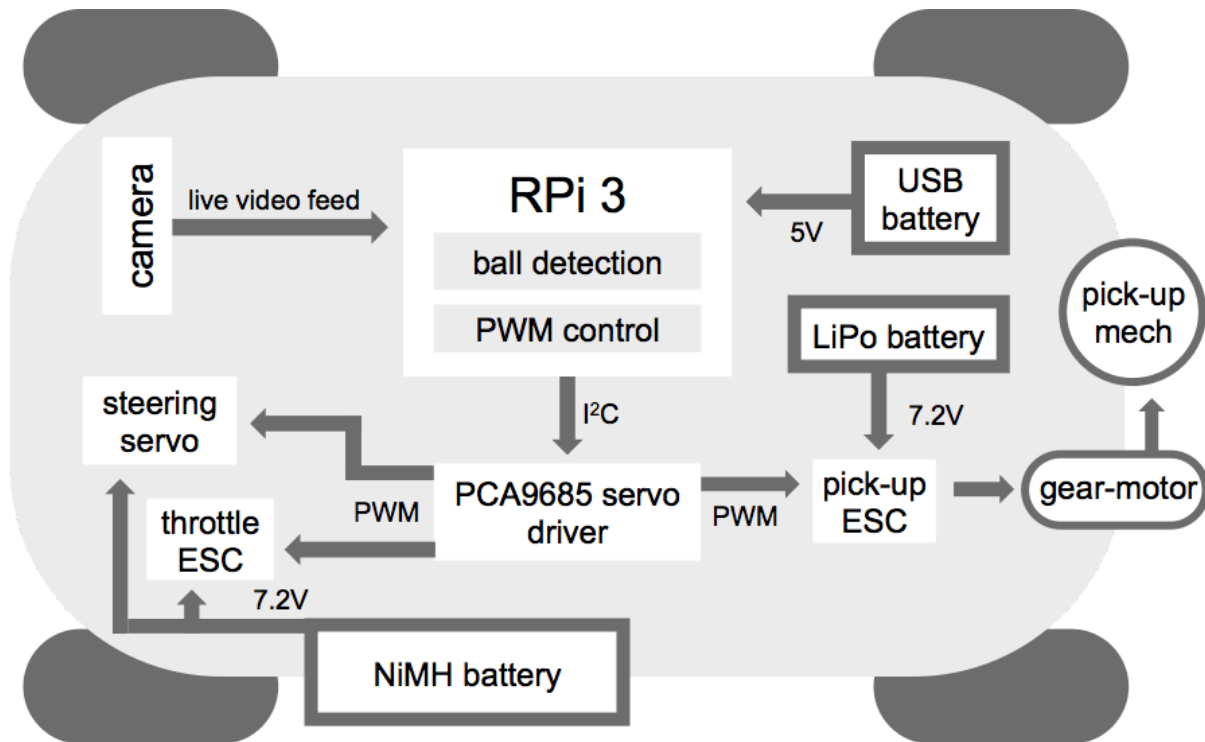 camera
live video feed
RPi 3
ball detection
PWM control
USB
battery
5V
pick-up
mech
LiPo battery
7.2V
I²C
steering
servo
PWM
throttle
ESC
PCA9685 servo
driver
PWM
pick-up
ESC
gear-motor
7.2V
NiMH battery